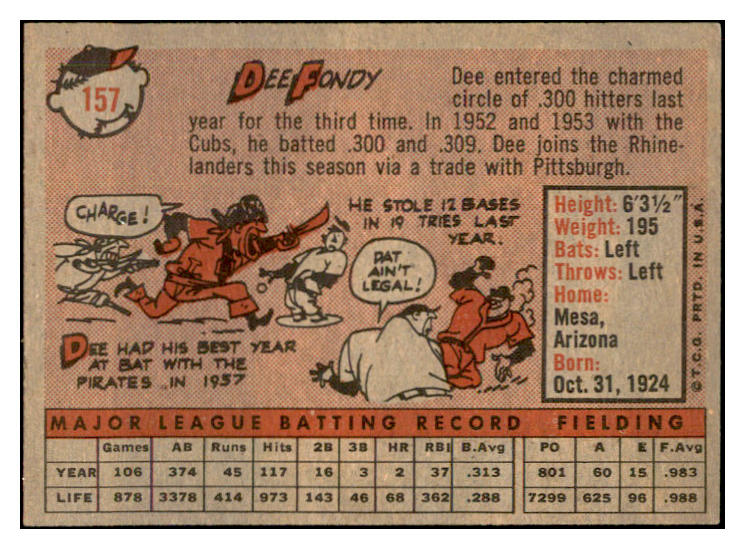 157
DEE FONDY
Dee entered the charmed
circle of .300 hitters last
year for the third time. In 1952 and 1953 with the
Cubs, he batted .300 and .309. Dee joins the Rhine-
landers this season via a trade with Pittsburgh.
CHARGE!
HE STOLE 12 BASES
IN 19 TRIES LAST
YEAR.
DAT
AIN'T
LEGAL!
DEE HAD HIS BEST YEAR
AT BAT WITH THE
PIRATES IN 1957
Height: 6'3½"
Weight: 195
Bats: Left
Throws: Left
Home:
Mesa,
Arizona
Born:
Oct. 31, 1924
© T.C.G. PRTD. IN U.S.A.
MAJOR LEAGUE BATTING RECORD FIELDING
Games AB Runs Hits 2B 3B HR RBI B.Avg PO A E F.Avg
YEAR 106 374 45 117 16 3 2 37 .313 801 60 15 .983
LIFE 878 3378 414 973 143 46 68 362 .288 7299 625 96 .988